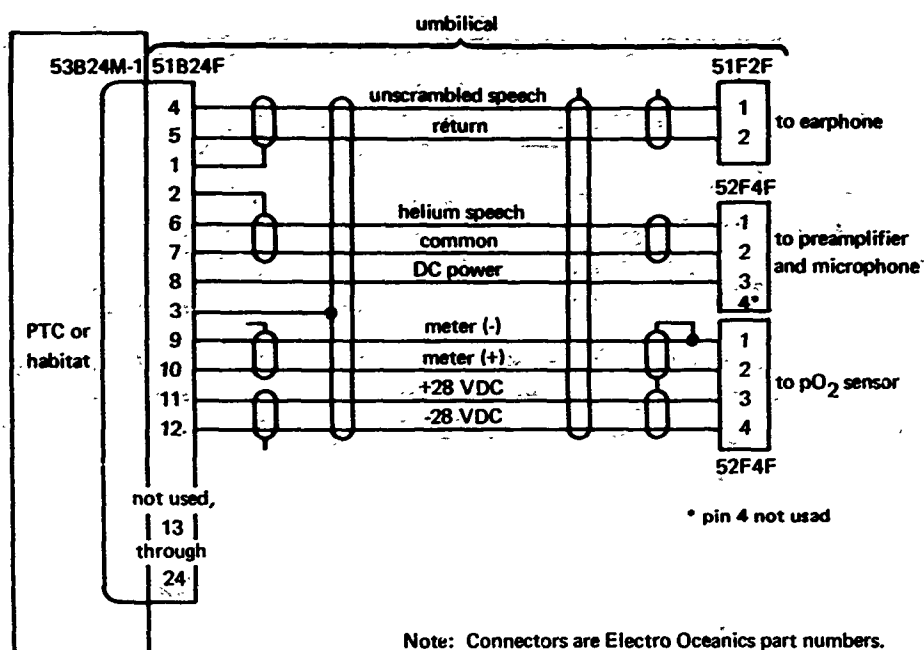 umbilical
53B24M-1 51B24F
51F2F
4 unscrambled speech 1
5 return 2
to earphone
1
2
52F4F
6 helium speech 1
7 common 2
8 DC power 3
4*
to preamplifier
and microphone
3
9 meter (-) 1
10 meter (+) 2
11 +28 VDC 3
12 -28 VDC 4
to pO2 sensor
52F4F
PTC or
habitat
not used,
13
through
24
* pin 4 not usad
Note: Connectors are Electro Oceanics part numbers.